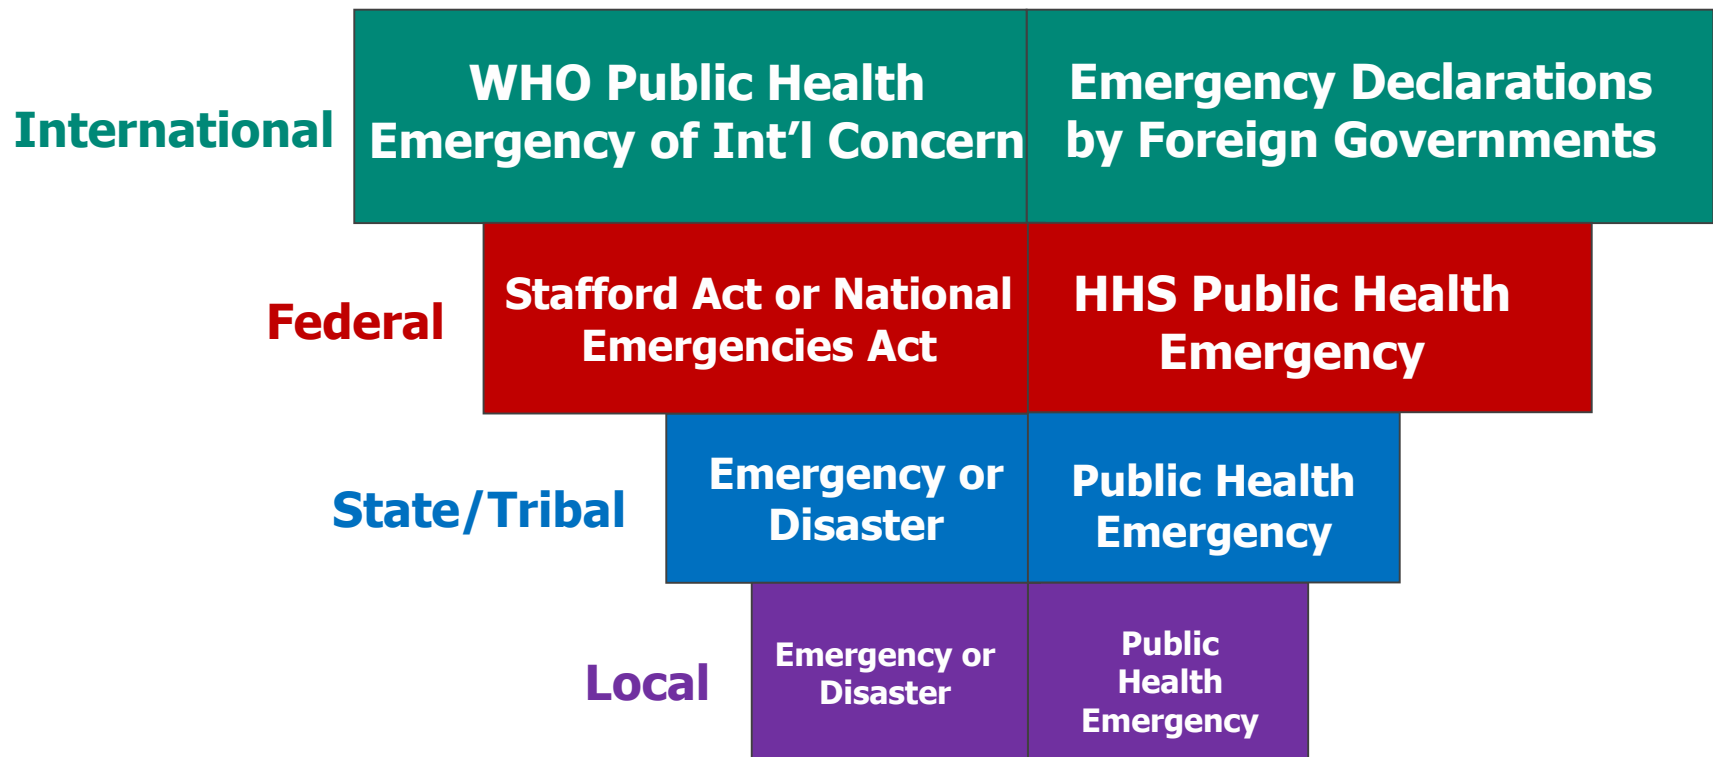 International
WHO Public Health
Emergency of Int’l Concern
Emergency Declarations
by Foreign Governments
Federal
Stafford Act or National
Emergencies Act
HHS Public Health
Emergency
State/Tribal
Emergency or
Disaster
Public Health
Emergency
Local
Emergency or
Disaster
Public
Health
Emergency